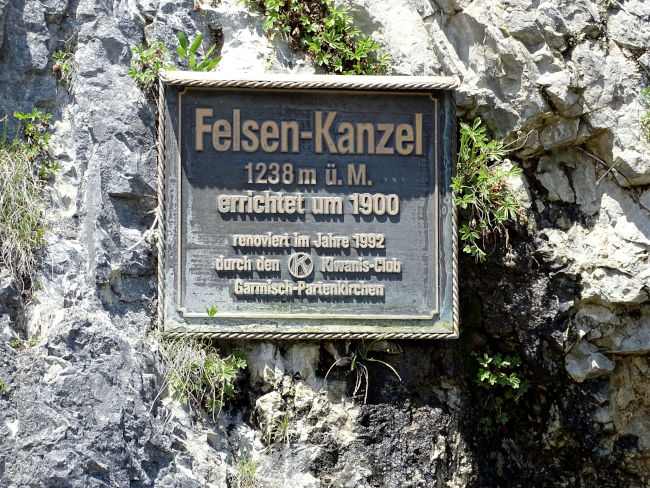 Felsen-Kanzel
1238 m ü. M.
errichtet um 1900
renoviert im Jahre 1992
durch den K Kiwanis-Club
Garmisch-Partenkirchen